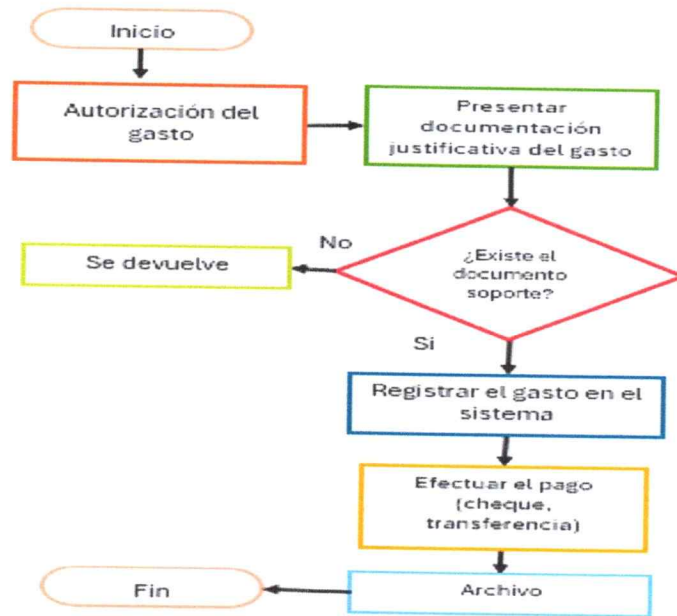 Inicio
Autorización del
gasto
Presentar
documentación
justificativa del gasto
¿Existe el
documento
soporte?
No
Se devuelve
Si
Registrar el gasto en el
sistema
Efectuar el pago
(cheque,
transferencia)
Archivo
Fin